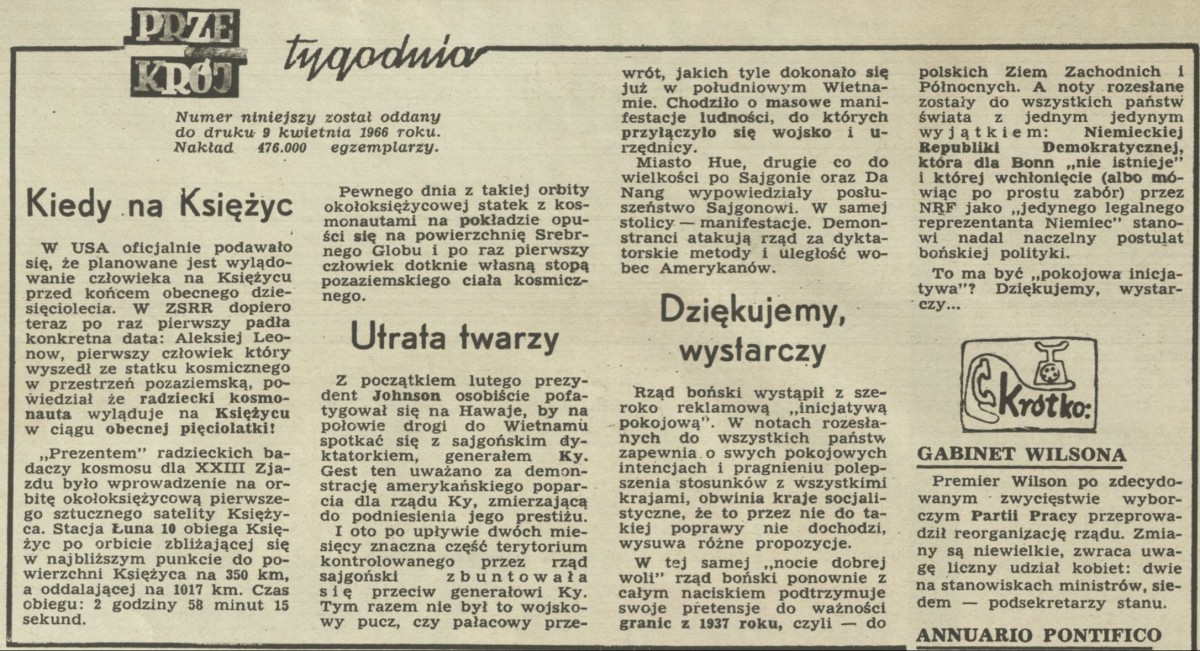 PRZE
KRÓJ
tygodnia
Numer niniejszy został oddany
do druku 9 kwietnia 1966 roku.
Nakład 476.000 egzemplarzy.
Kiedy na Księżyc
W USA oficjalnie podawało
się, że planowane jest wylądo-
wanie człowieka na Księżycu
przed końcem obecnego dzie-
sięciolecia. W ZSRR dopiero
teraz po raz pierwszy padła
konkretna data: Aleksiej Leo-
now, pierwszy człowiek który
wyszedł ze statku kosmicznego
w przestrzeń pozaziemską, po-
wiedział że radziecki kosmo-
nauta wyląduje na Księżycu
w ciągu obecnej pięciolatki!
„Prezentem" radzieckich ba-
daczy kosmosu dla XXIII Zja-
zdu było wprowadzenie na or-
bitę okołoksiężycową pierwsze-
go sztucznego satelity Księży-
ca. Stacja Łuna 10 obiega Księ-
życ po orbicie zbliżającej się
w najbliższym punkcie do po-
wierzchni Księżyca na 350 km,
a oddalającej na 1017 km. Czas
obiegu: 2 godziny 58 minut 15
sekund.
Pewnego dnia z takiej orbity
okołoksiężycowej statek z kos-
monautami na pokładzie opu-
ści się na powierzchnię Srebr-
nego Globu i po raz pierwszy
człowiek dotknie własną stopą
pozaziemskiego ciała kosmicz-
nego.
Utrata twarzy
Z początkiem lutego prezy-
dent Johnson osobiście pofa-
tygował się na Hawaje, by na
połowie drogi do Wietnamu
spotkać się z sajgońskim dy-
ktatorkiem, generałem Ky.
Gest ten uważano za demon-
strację amerykańskiego popar-
cia dla rządu Ky, zmierzającą
do podniesienia jego prestiżu.
I oto po upływie dwóch mie-
sięcy znaczna część terytorium
kontrolowanego przez rząd
sajgoński zbuntowała
się przeciw generałowi Ky.
Tym razem nie był to wojsko-
wy pucz, czy pałacowy prze-
wrót, jakich tyle dokonało się
już w południowym Wietna-
mie. Chodziło o masowe mani-
festacje ludności, do których
przyłączyło się wojsko i u-
rzędnicy.
Miasto Hue, drugie co do
wielkości po Sajgonie oraz Da
Nang wypowiedziały posłu-
szeństwo Sajgonowi. W samej
stolicy — manifestacje. Demon-
stranci atakują rząd za dykta-
torskie metody i uległość wo-
bec Amerykanów.
Dziękujemy,
wystarczy
Rząd boński wystąpił z sze-
roko reklamową „inicjatywą
pokojową". W notach rozesła-
nych do wszystkich państw
zapewnia o swych pokojowych
intencjach i pragnieniu polep-
szenia stosunków z wszystkimi
krajami, obwinia kraje socjali-
styczne, że to przez nie do ta-
kiej poprawy nie dochodzi,
wysuwa różne propozycje.
W tej samej „nocie dobrej
woli" rząd boński ponownie z
całym naciskiem podtrzymuje
swoje pretensje do ważności
granic z 1937 roku, czyli — do
polskich Ziem Zachodnich i
Północnych. A noty rozesłane
zostały do wszystkich państw
świata z jednym jedynym
wyjątkiem: Niemieckiej
Republiki Demokratycznej,
która dla Bonn „nie istnieje"
i której wchłonięcie (albo mó-
wiąc po prostu zabór) przez
NRF jako „jedynego legalnego
reprezentanta Niemiec" stano-
wi nadal naczelny postulat
bońskiej polityki.
To ma być „pokojowa inicja-
tywa"? Dziękujemy, wystar-
czy...
Krótko:
GABINET WILSONA
Premier Wilson po zdecydo-
wanym zwycięstwie wybor-
czym Partii Pracy przeprowa-
dził reorganizację rządu. Zmia-
ny są niewielkie, zwraca uwa-
gę liczny udział kobiet: dwie
na stanowiskach ministrów, sie-
dem — podsekretarzy stanu.
ANNUARIO PONTIFICO